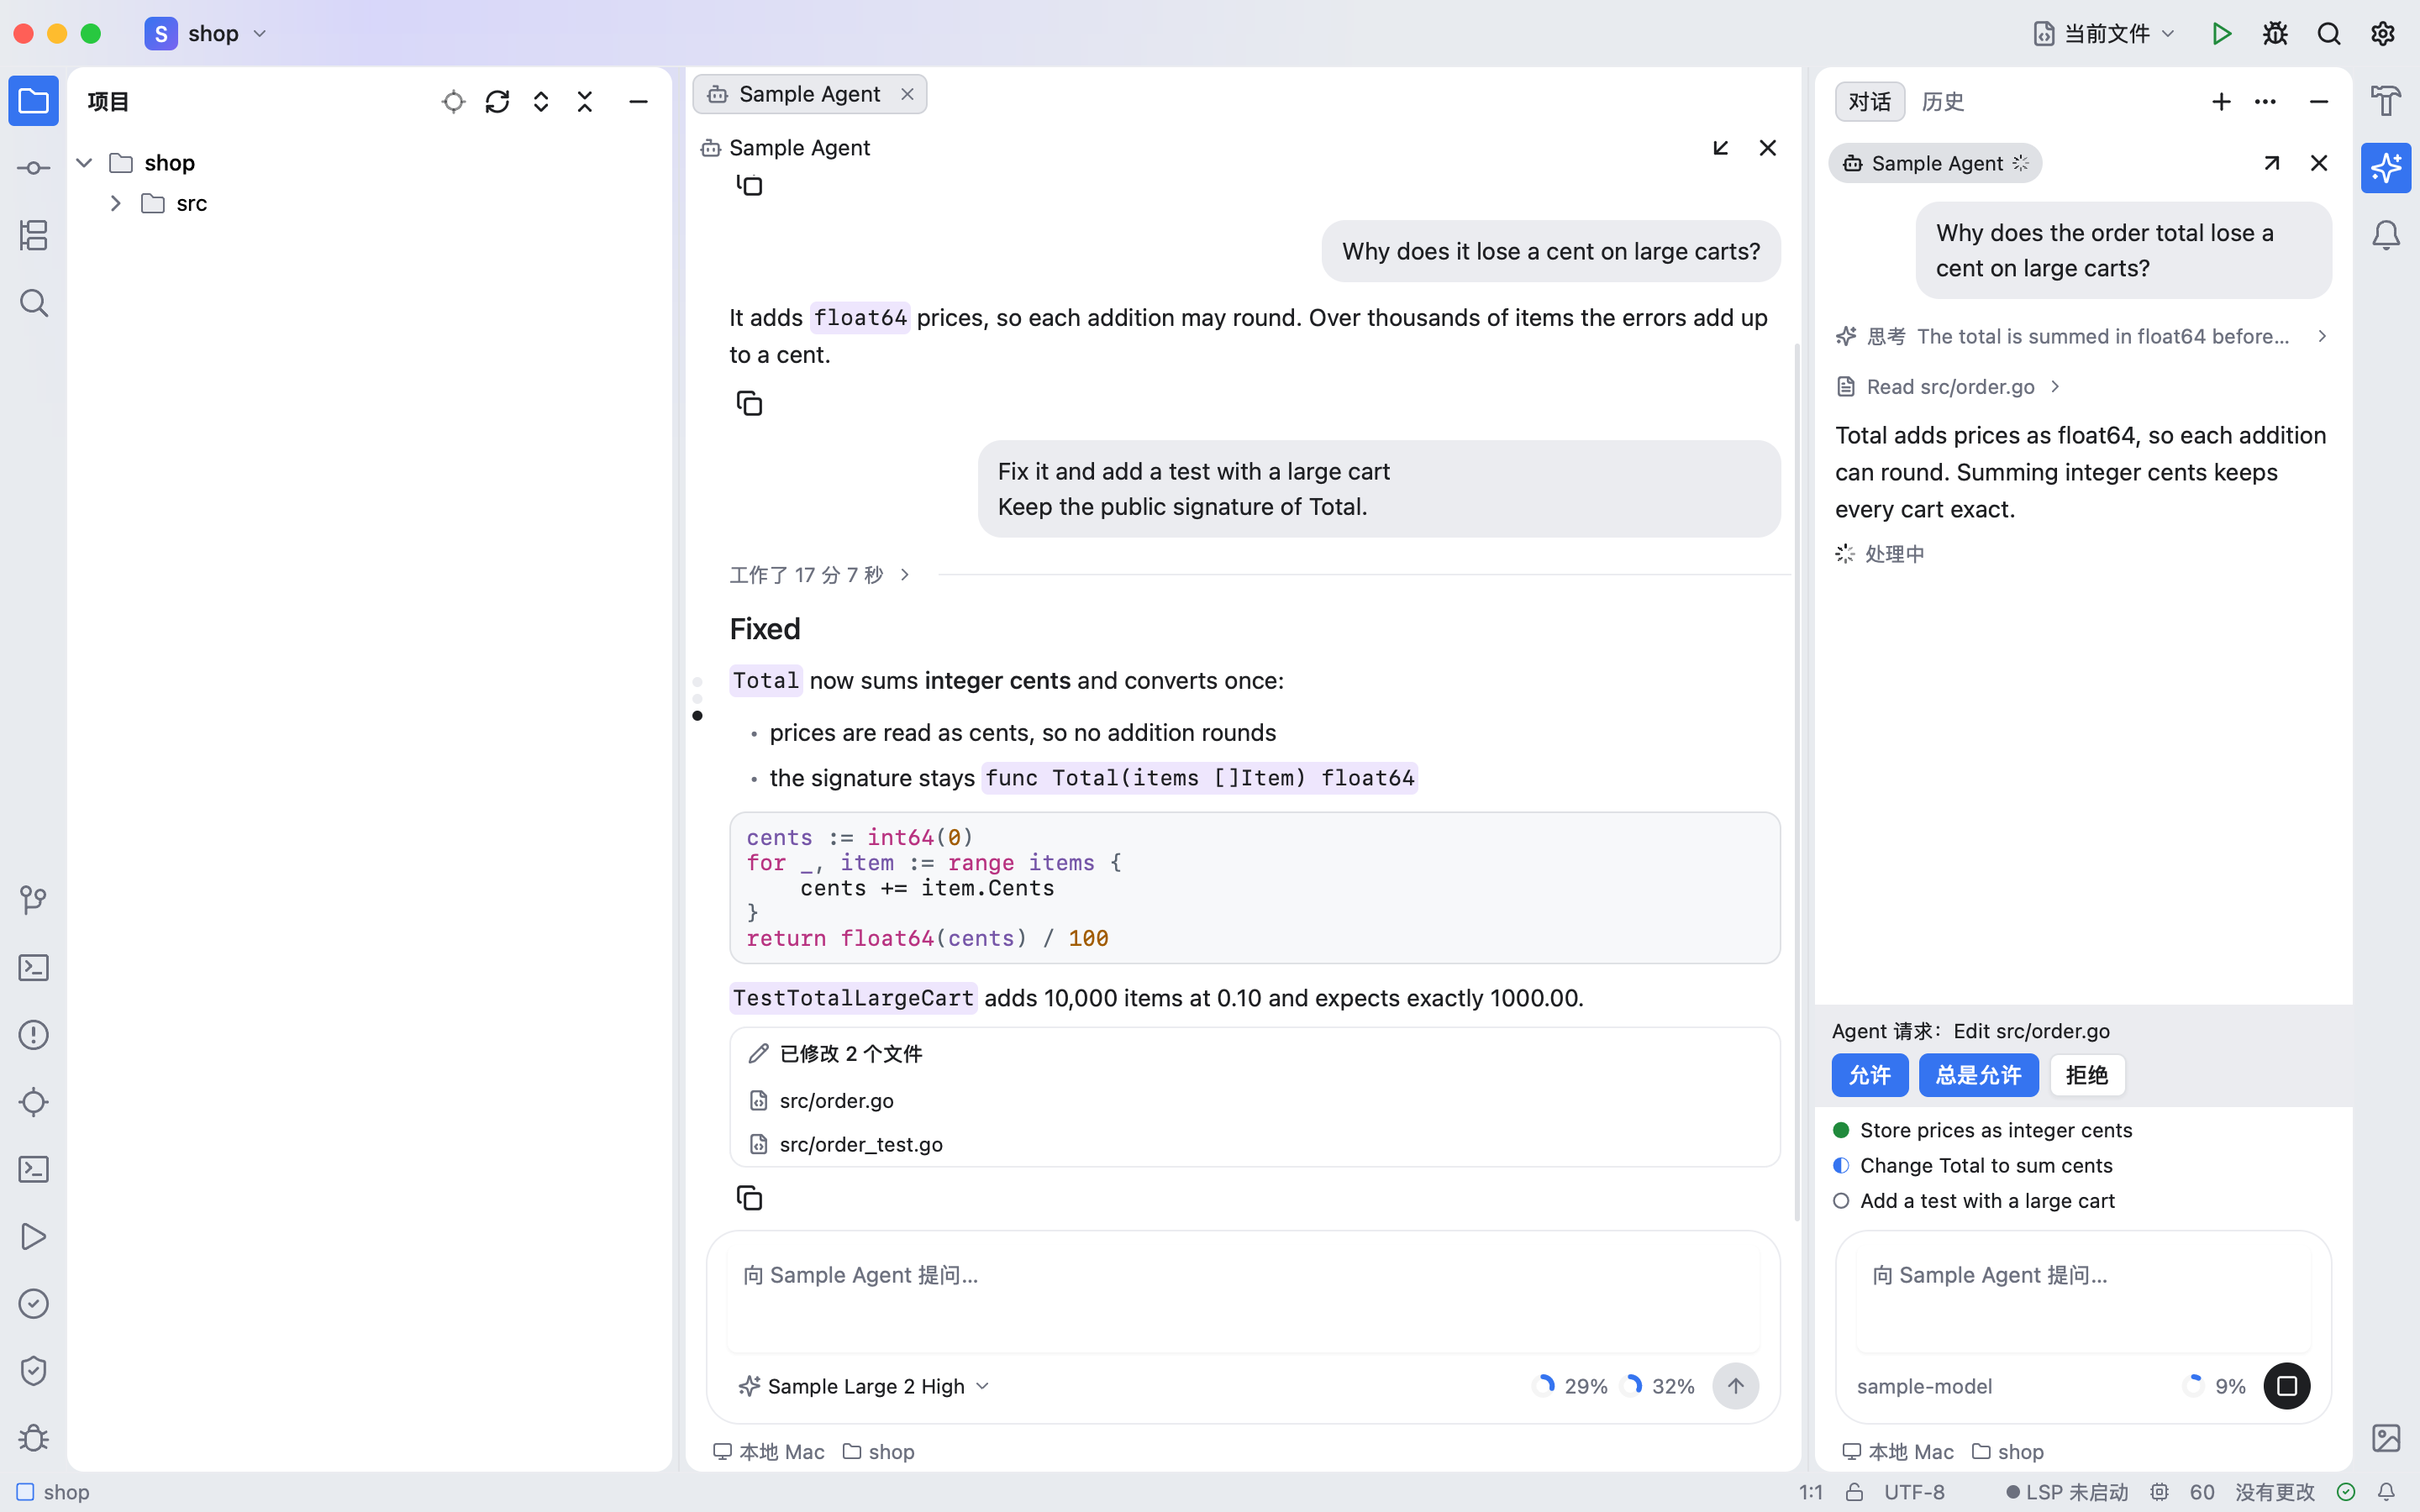 S shop
当前文件
项目
shop
src
Sample Agent
Sample Agent
Why does it lose a cent on large carts?
It adds float64 prices, so each addition may round. Over thousands of items the errors add up
to a cent.
Fix it and add a test with a large cart
Keep the public signature of Total.
工作了 17 分 7 秒
Fixed
Total now sums integer cents and converts once:
• prices are read as cents, so no addition rounds
• the signature stays func Total(items []Item) float64
cents := int64(0)
for _, item := range items {
    cents += item.Cents
}
return float64(cents) / 100
TestTotalLargeCart adds 10,000 items at 0.10 and expects exactly 1000.00.
已修改 2 个文件
src/order.go
src/order_test.go
向 Sample Agent 提问...
Sample Large 2 High
29% 32%
本地 Mac shop
对话 历史
Sample Agent
Why does the order total lose a
cent on large carts?
思考 The total is summed in float64 before...
Read src/order.go
Total adds prices as float64, so each addition
can round. Summing integer cents keeps
every cart exact.
处理中
Agent 请求: Edit src/order.go
允许 总是允许 拒绝
Store prices as integer cents
Change Total to sum cents
Add a test with a large cart
向 Sample Agent 提问...
sample-model 9%
本地 Mac shop
shop
1:1 UTF-8 LSP 未启动 60 没有更改